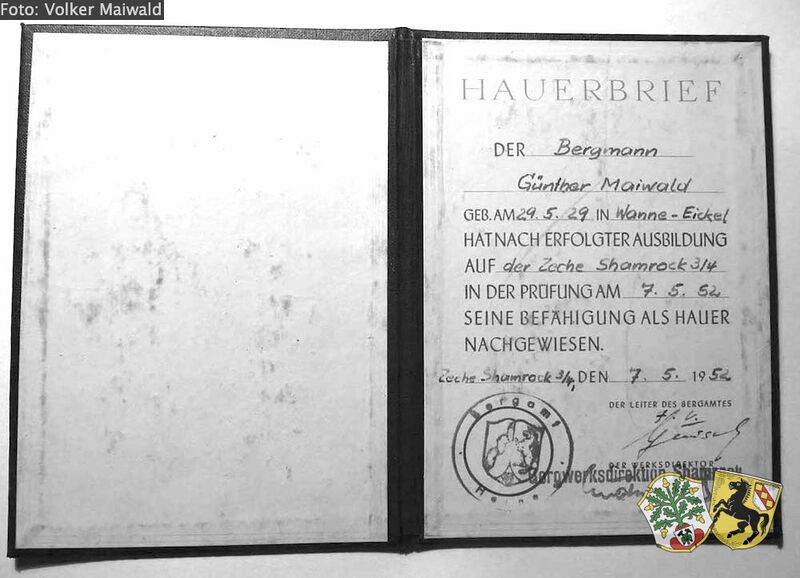 Foto: Volker Maiwald
HAUERBRIEF
DER Bergmann
Günther Maiwald
GEB. AM 29. 5. 29 IN Wanne-Eickel
HAT NACH ERFOLGTER AUSBILDUNG
AUF der Zeche Shamrock 3/4
IN DER PRÜFUNG AM 7. 5. 52
SEINE BEFÄHIGUNG ALS HAUER
NACHGEWIESEN.
Zeche Shamrock 3/4, DEN 7. 5. 1952
DER LEITER DES BERGAMTES
Bergamt
Herne
DER WERKSDIREKTOR
Bergwerksdirektion Shamrock